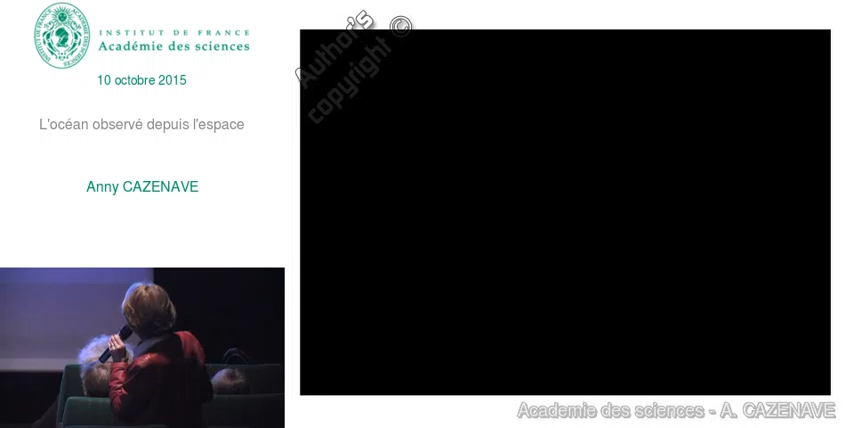 INSTITUT DE FRANCE
Académie des sciences
10 octobre 2015
L'océan observé depuis l'espace
Anny CAZENAVE
Author's ©
copyright
Academie des sciences - A. CAZENAVE